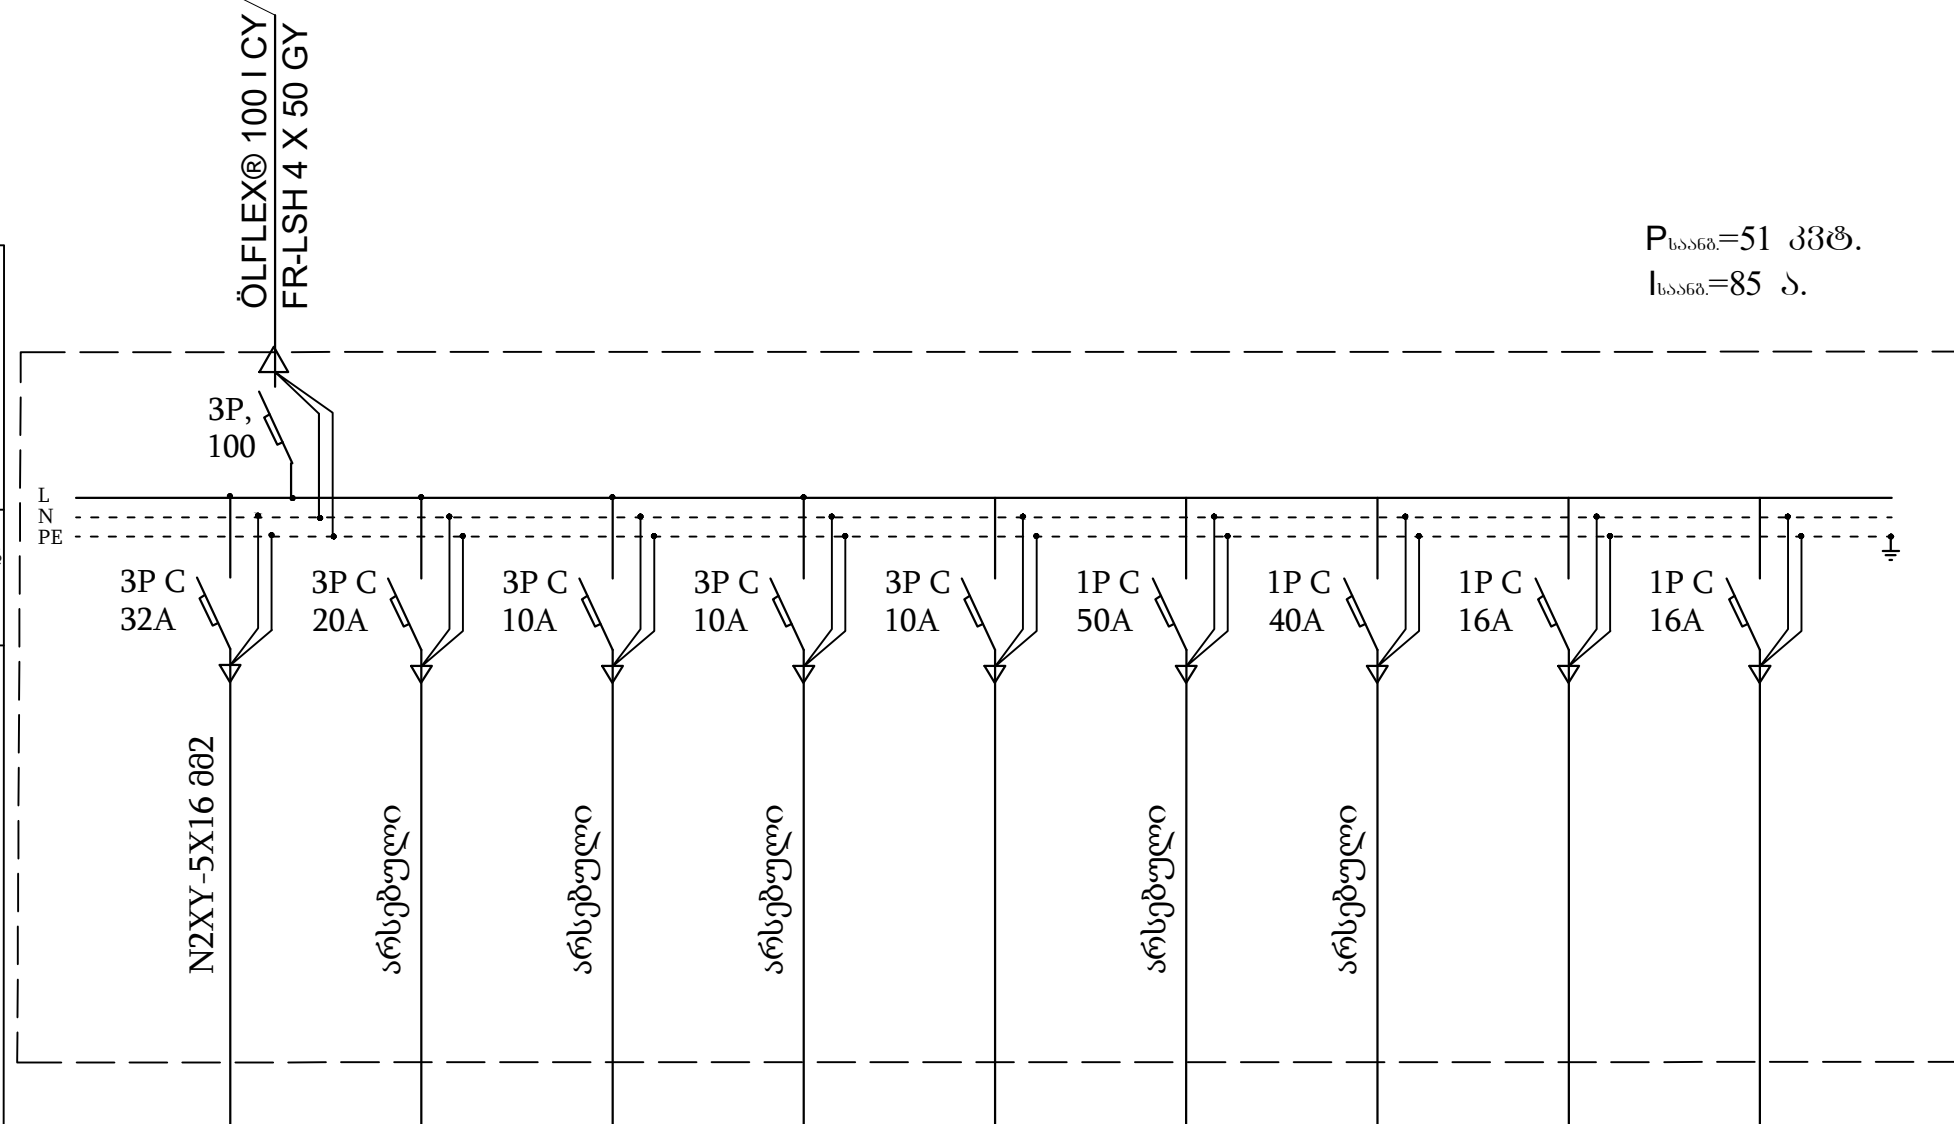 ÖLFLEX® 100 I CY
FR-LSH 4 X 50 GY
Pსაანგ.=51 კვტ.
Iსაანგ.=85 ა.
3P,
100
L
N
PE
3P C
32A
3P C
20A
3P C
10A
3P C
10A
3P C
10A
1P C
50A
1P C
40A
1P C
16A
1P C
16A
N2XY-5X16 მმ2
არსებული
არსებული
არსებული
არსებული
არსებული